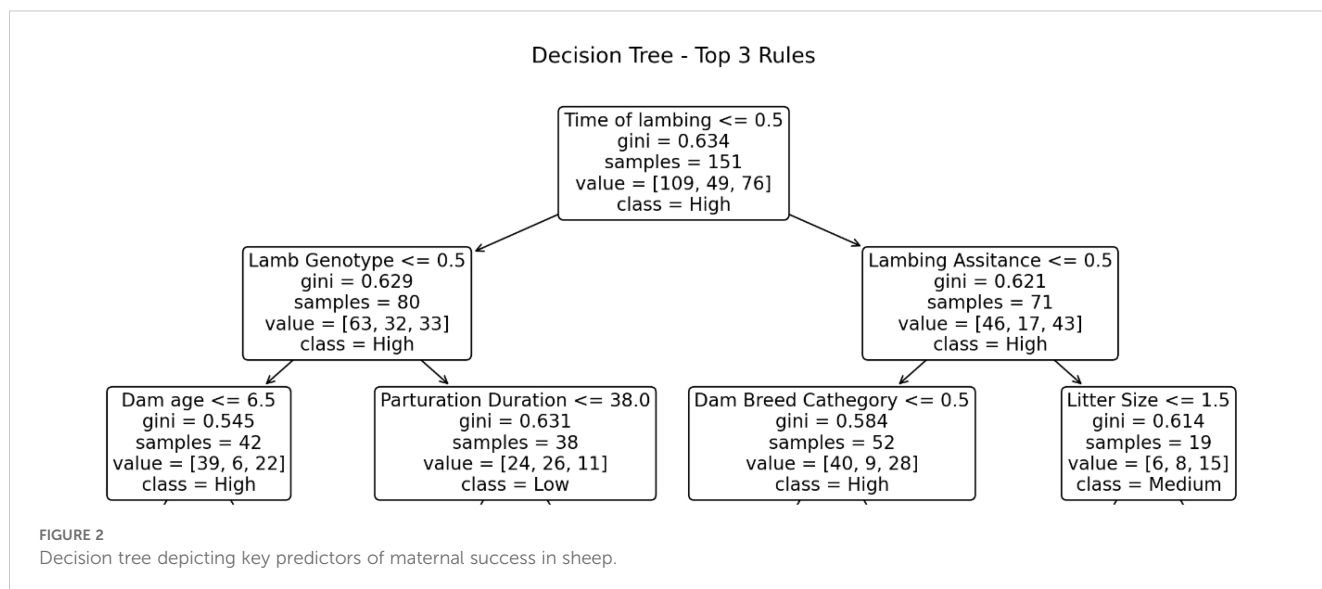 Decision Tree - Top 3 Rules
Time of lambing <= 0.5
gini = 0.634
samples = 151
value = [109, 49, 76]
class = High
Lamb Genotype <= 0.5
gini = 0.629
samples = 80
value = [63, 32, 33]
class = High
Lambing Assitance <= 0.5
gini = 0.621
samples = 71
value = [46, 17, 43]
class = High
Dam age <= 6.5
gini = 0.545
samples = 42
value = [39, 6, 22]
class = High
Parturation Duration <= 38.0
gini = 0.631
samples = 38
value = [24, 26, 11]
class = Low
Dam Breed Cathegory <= 0.5
gini = 0.584
samples = 52
value = [40, 9, 28]
class = High
Litter Size <= 1.5
gini = 0.614
samples = 19
value = [6, 8, 15]
class = Medium
FIGURE 2
Decision tree depicting key predictors of maternal success in sheep.